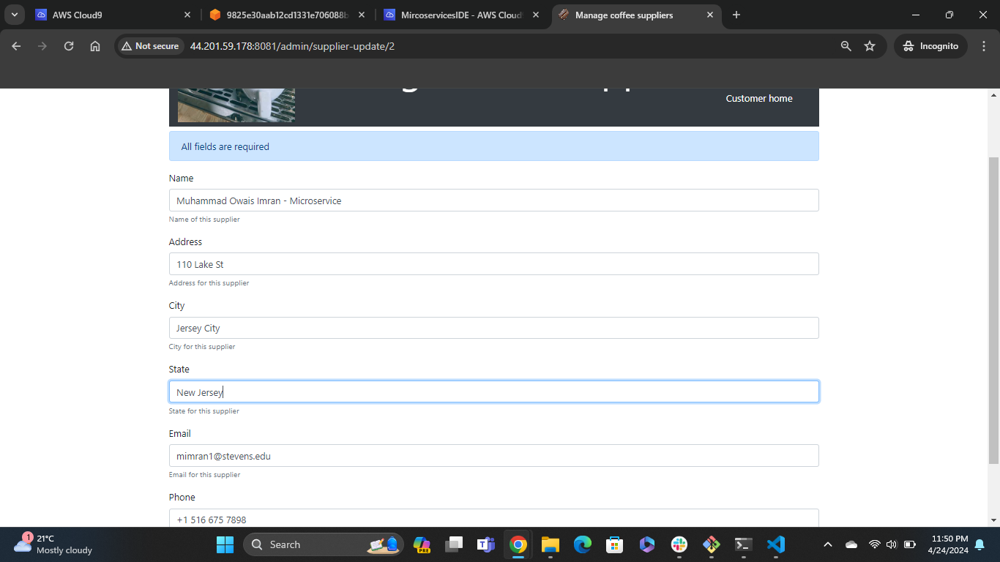 AWS Cloud9
9825e30aab12cd1331e706088b
MircoservicesIDE - AWS Cloud9
Manage coffee suppliers
Not secure
44.201.59.178:8081/admin/supplier-update/2
Incognito
Customer home
All fields are required
Name
Muhammad Owais Imran - Microservice
Name of this supplier
Address
110 Lake St
Address for this supplier
City
Jersey City
City for this supplier
State
New Jersey
State for this supplier
Email
mimran1@stevens.edu
Email for this supplier
Phone
+1 516 675 7898
1
21°C
Mostly cloudy
Search
PRE
11:50 PM
4/24/2024